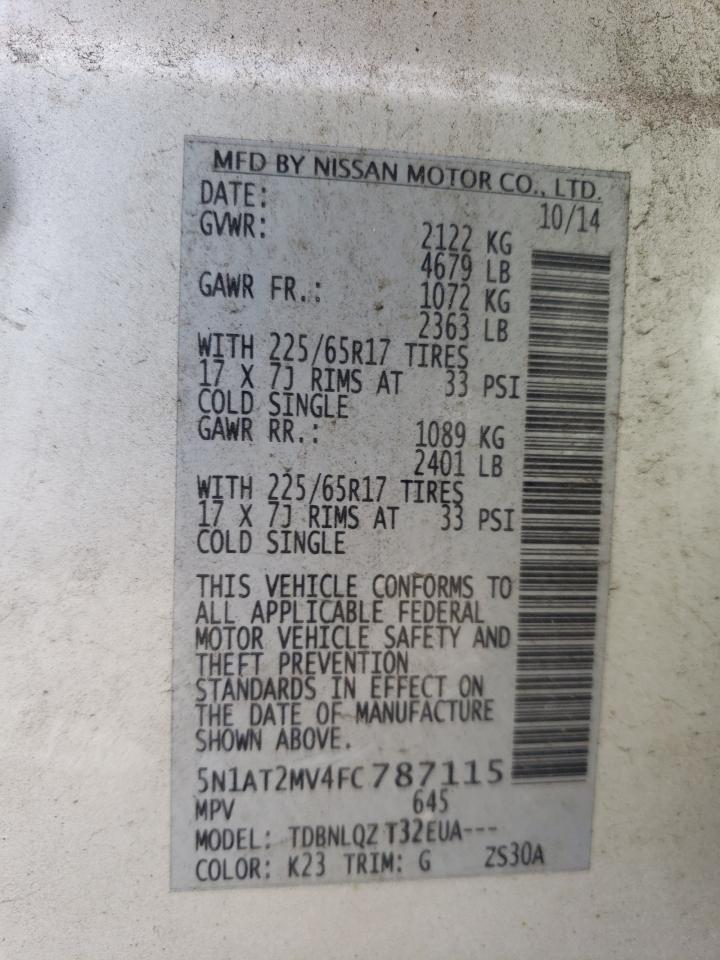 MFD BY NISSAN MOTOR CO., LTD.
DATE: 10/14
GVWR: 2122 KG
4679 LB
GAWR FR.: 1072 KG
2363 LB
WITH 225/65R17 TIRES
17 X 7J RIMS AT 33 PSI
COLD SINGLE
GAWR RR.: 1089 KG
2401 LB
WITH 225/65R17 TIRES
17 X 7J RIMS AT 33 PSI
COLD SINGLE
THIS VEHICLE CONFORMS TO
ALL APPLICABLE FEDERAL
MOTOR VEHICLE SAFETY AND
THEFT PREVENTION
STANDARDS IN EFFECT ON
THE DATE OF MANUFACTURE
SHOWN ABOVE.
5N1AT2MV4FC787115
MPV 645
MODEL: TDBNLQZ T32EUA---
COLOR: K23 TRIM: G ZS30A